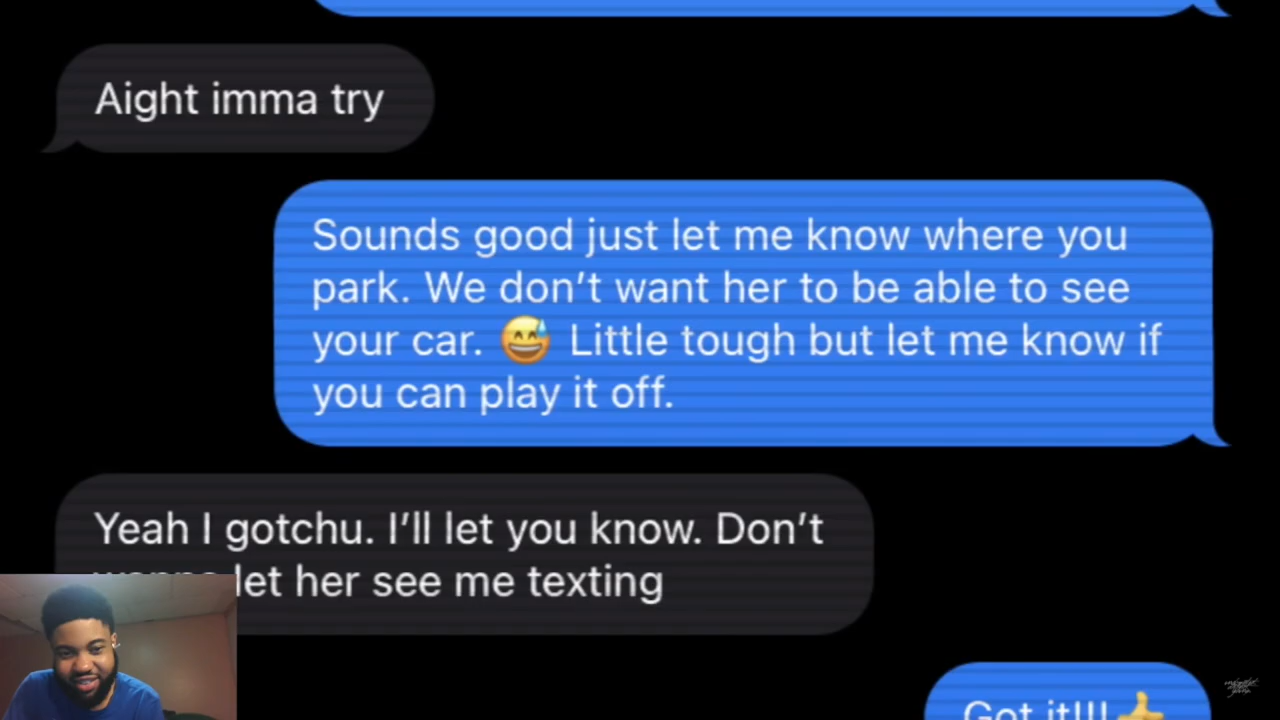 Aight imma try
Sounds good just let me know where you
park. We don’t want her to be able to see
your car. 😅 Little tough but let me know if
you can play it off.
Yeah I gotchu. I’ll let you know. Don’t
let her see me texting
Got it!!! 👍